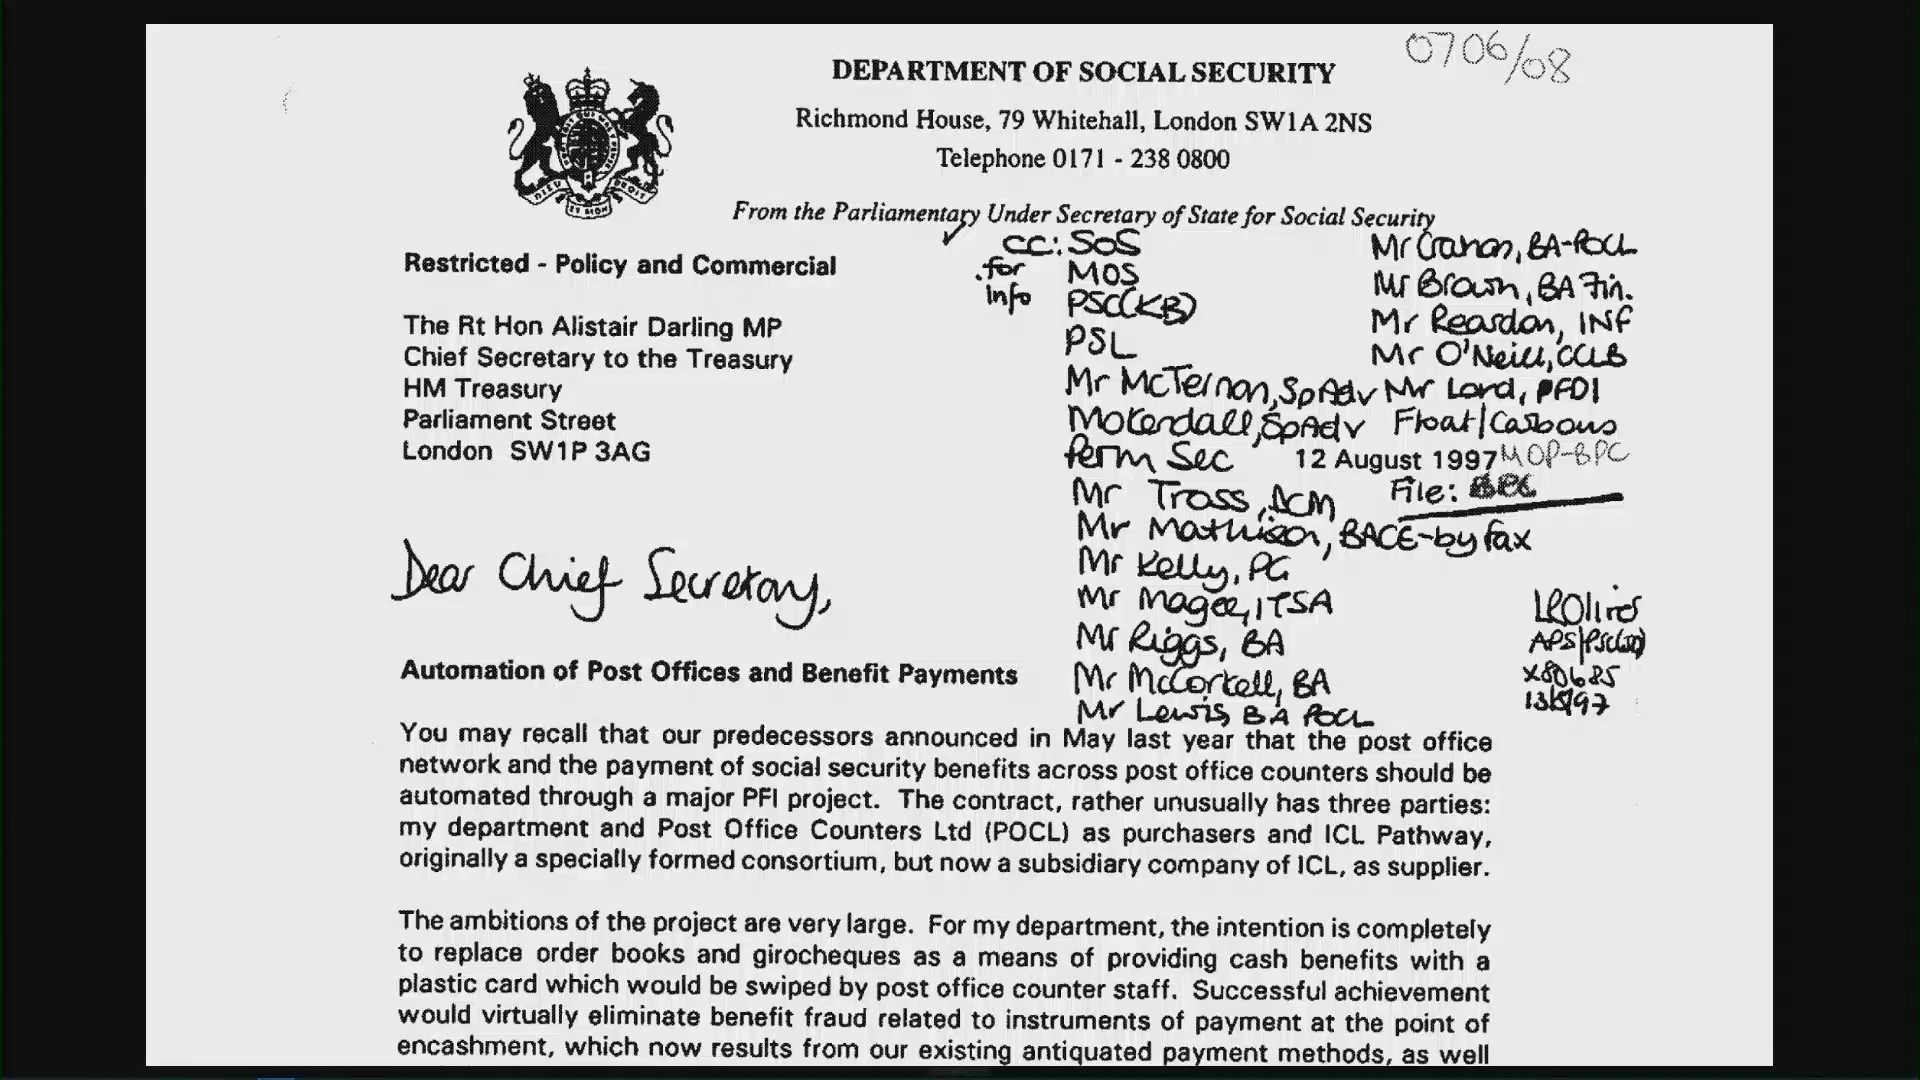 0706/08
DEPARTMENT OF SOCIAL SECURITY
Richmond House, 79 Whitehall, London SW1A 2NS
Telephone 0171 - 238 0800
From the Parliamentary Under Secretary of State for Social Security
Restricted - Policy and Commercial
The Rt Hon Alistair Darling MP
Chief Secretary to the Treasury
HM Treasury
Parliament Street
London SW1P 3AG
cc: SoS
for info
MOS
PSC(KB)
PSL
Mr McTernan, SpAdv
Kendall, SpAdv
Perm Sec
Mr Tross,
Mr Mathison, BACE-by fax
Mr Kelly, PG
Mr Magee, ITSA
Mr Riggs, BA
Mr McCorkell, BA
Mr Lewis, BA POCL
Mr Crahan, BA-POCL
Mr Brown, BA Fin.
Mr Reardon, INF
Mr O'Neill, CCLB
Mr Lord, PFD1
Float/Carbons
12 August 1997
MOP-BPC
File:
APS/
x80685
13/8/97
Dear Chief Secretary,
Automation of Post Offices and Benefit Payments
You may recall that our predecessors announced in May last year that the post office
network and the payment of social security benefits across post office counters should be
automated through a major PFI project. The contract, rather unusually has three parties:
my department and Post Office Counters Ltd (POCL) as purchasers and ICL Pathway,
originally a specially formed consortium, but now a subsidiary company of ICL, as supplier.
The ambitions of the project are very large. For my department, the intention is completely
to replace order books and girocheques as a means of providing cash benefits with a
plastic card which would be swiped by post office counter staff. Successful achievement
would virtually eliminate benefit fraud related to instruments of payment at the point of
encashment, which now results from our existing antiquated payment methods, as well